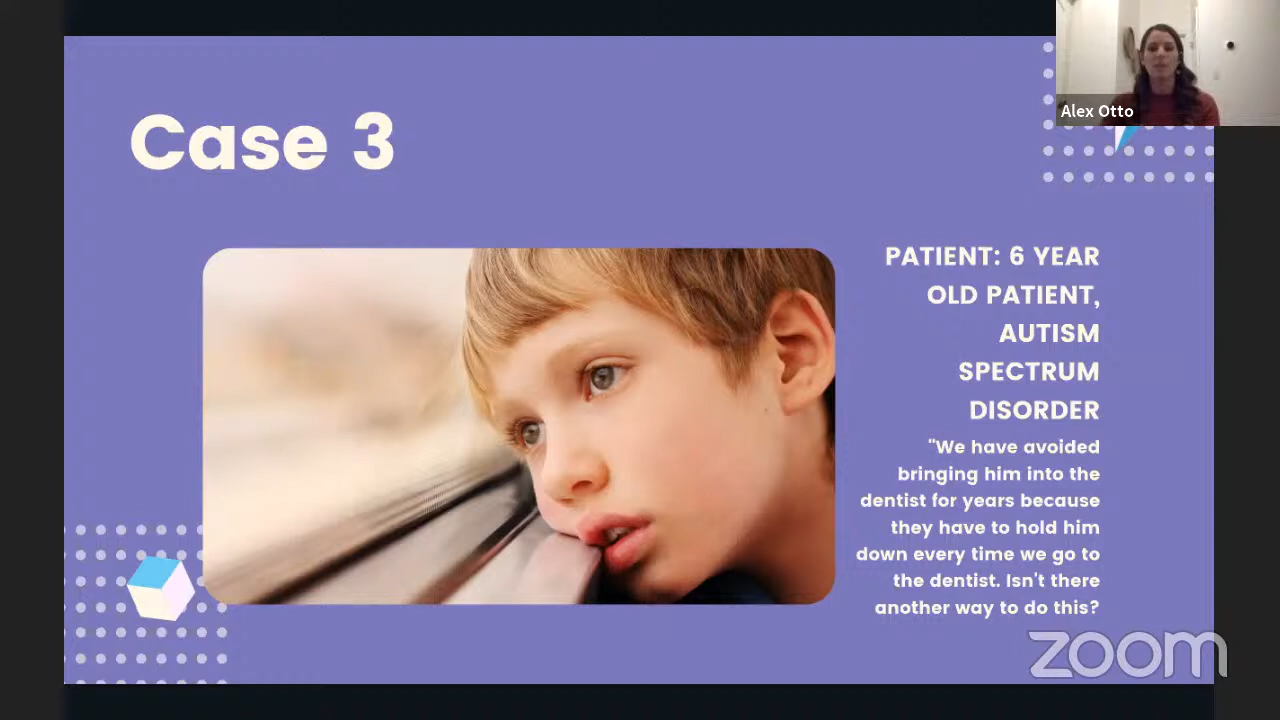 Alex Otto
Case 3
PATIENT: 6 YEAR
OLD PATIENT,
AUTISM
SPECTRUM
DISORDER
"We have avoided
bringing him into the
dentist for years because
they have to hold him
down every time we go to
the dentist. Isn't there
another way to do this?
zoom